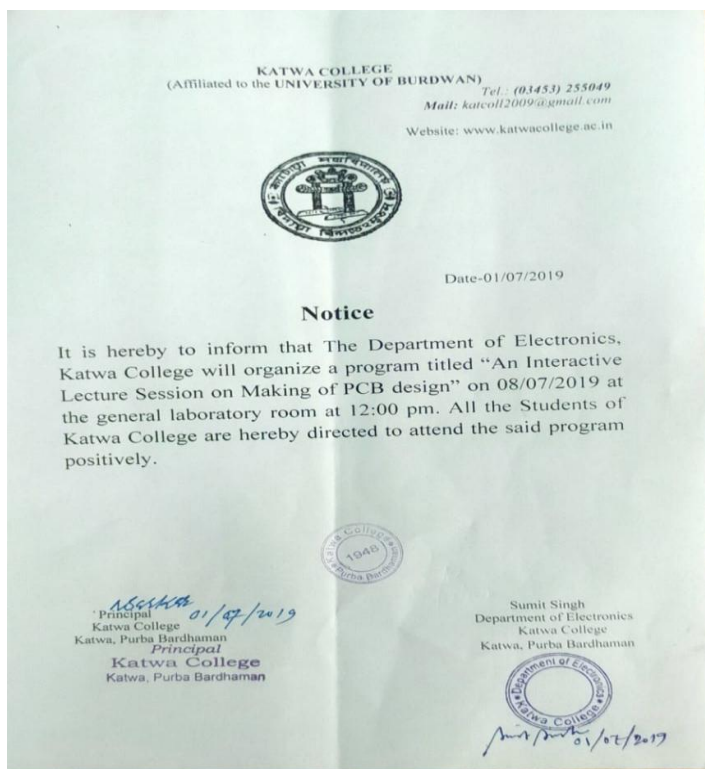 KATWA COLLEGE
(Affiliated to the UNIVERSITY OF BURDWAN)
Tel.: (03453) 255049
Mail: katcoll2009@gmail.com
Website: www.katwacollege.ac.in
Date-01/07/2019
Notice
It is hereby to inform that The Department of Electronics,
Katwa College will organize a program titled “An Interactive
Lecture Session on Making of PCB design” on 08/07/2019 at
the general laboratory room at 12:00 pm. All the Students of
Katwa College are hereby directed to attend the said program
positively.
Katwa College
1948
Purba Bardhaman
01/07/2019
Principal
Katwa College
Katwa, Purba Bardhaman
Principal
Katwa College
Katwa, Purba Bardhaman
Sumit Singh
Department of Electronics
Katwa College
Katwa, Purba Bardhaman
Department of Electronics
Katwa College
01/07/2019